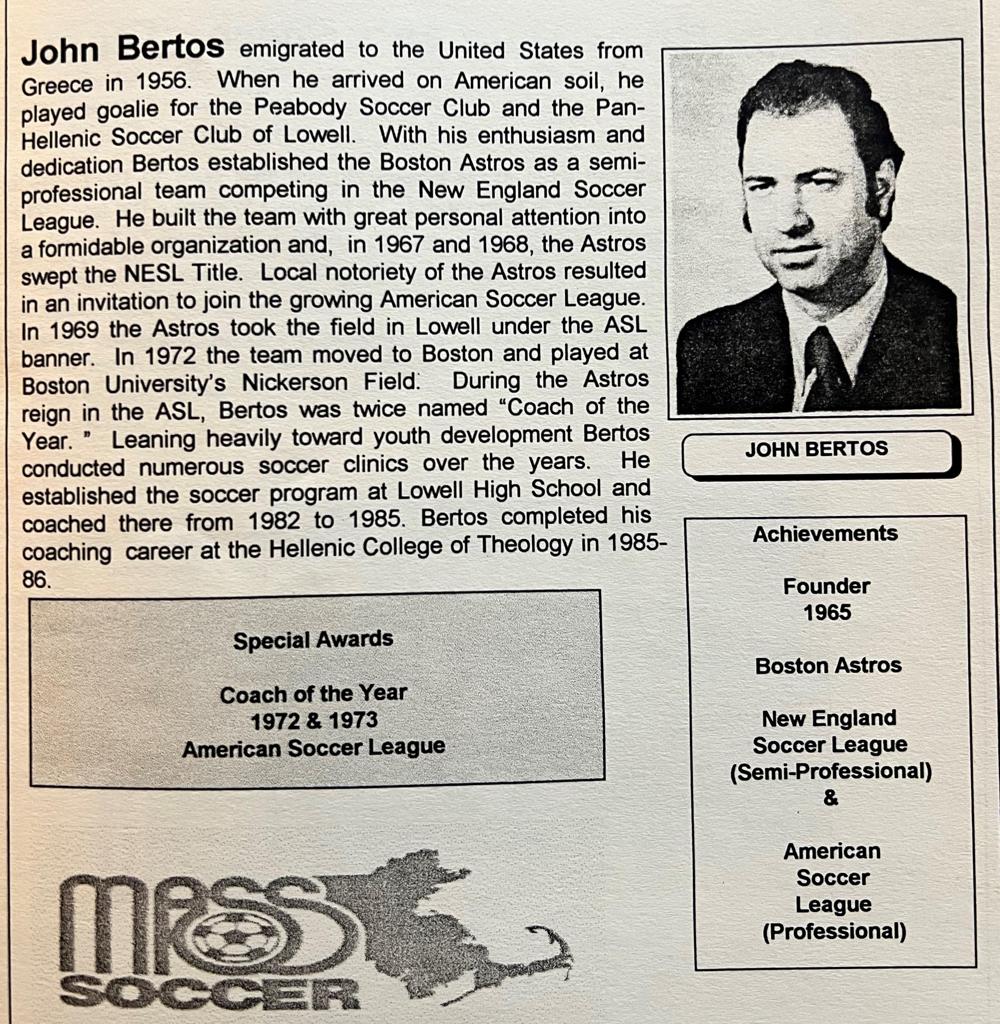 John Bertos emigrated to the United States from
Greece in 1956. When he arrived on American soil, he
played goalie for the Peabody Soccer Club and the Pan-
Hellenic Soccer Club of Lowell. With his enthusiasm and
dedication Bertos established the Boston Astros as a semi-
professional team competing in the New England Soccer
League. He built the team with great personal attention into
a formidable organization and, in 1967 and 1968, the Astros
swept the NESL Title. Local notoriety of the Astros resulted
in an invitation to join the growing American Soccer League.
In 1969 the Astros took the field in Lowell under the ASL
banner. In 1972 the team moved to Boston and played at
Boston University's Nickerson Field. During the Astros
reign in the ASL, Bertos was twice named "Coach of the
Year. " Leaning heavily toward youth development Bertos
conducted numerous soccer clinics over the years. He
established the soccer program at Lowell High School and
coached there from 1982 to 1985. Bertos completed his
coaching career at the Hellenic College of Theology in 1985-
86.
JOHN BERTOS
Achievements
Founder
1965
Boston Astros
New England
Soccer League
(Semi-Professional)
&
American
Soccer
League
(Professional)
Special Awards
Coach of the Year
1972 & 1973
American Soccer League
MASS
SOCCER